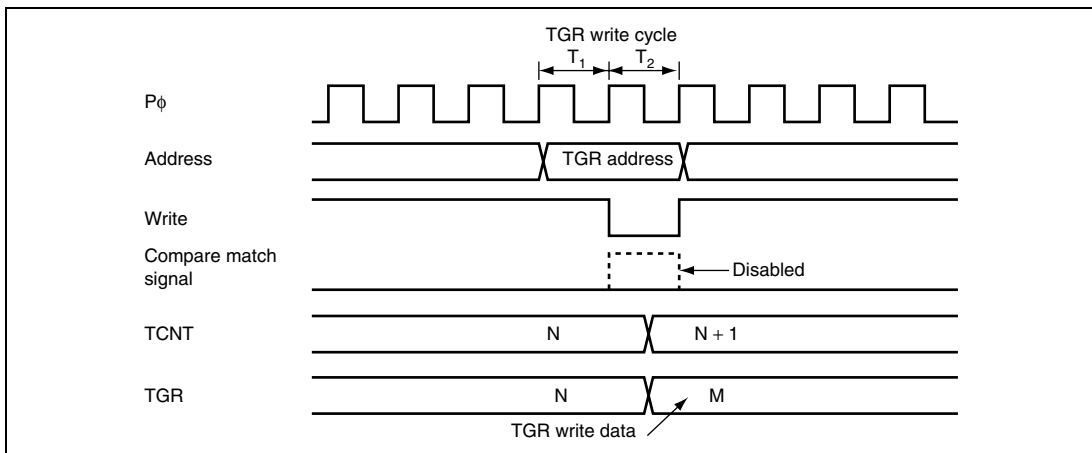 TGR write cycle
T₁ T₂
Pϕ
Address TGR address
Write
Compare match
signal Disabled
TCNT N N + 1
TGR N M
TGR write data